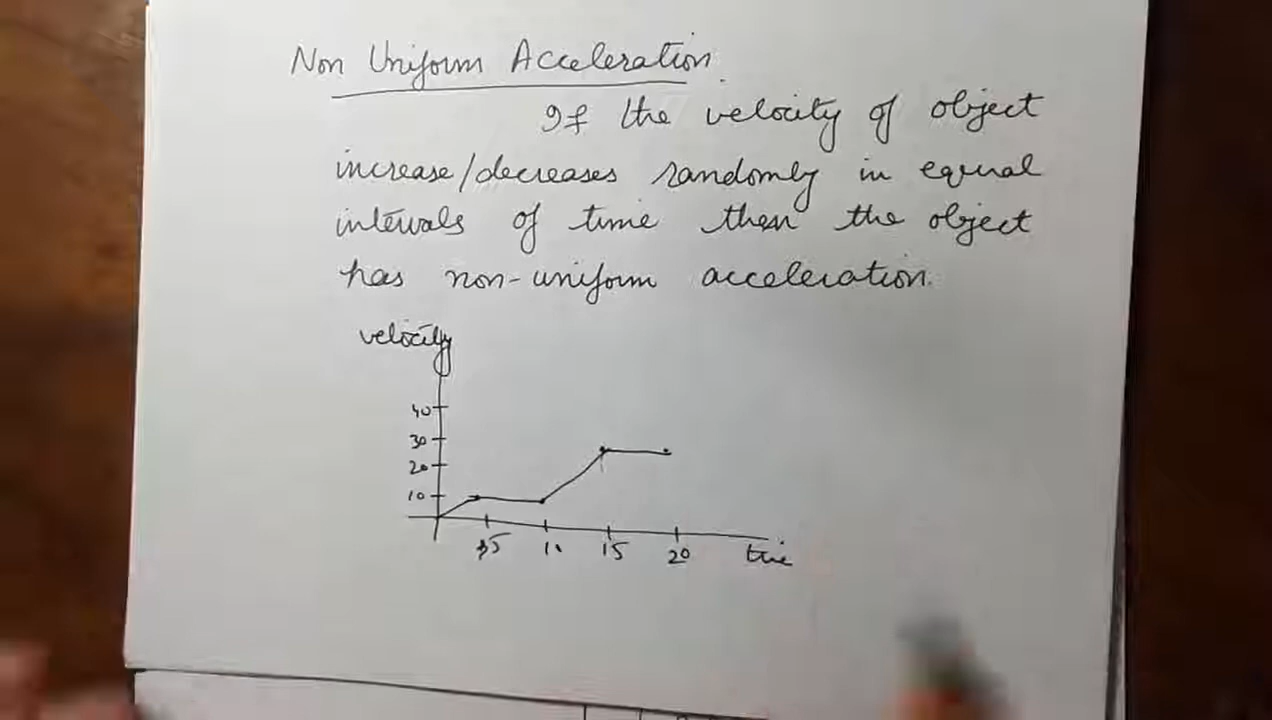 Non Uniform Acceleration.
If the velocity of object
increase/decreases randomly in equal
intervals of time then the object
has non-uniform acceleration.
velocity
40
30
20
10
5 10 15 20 time